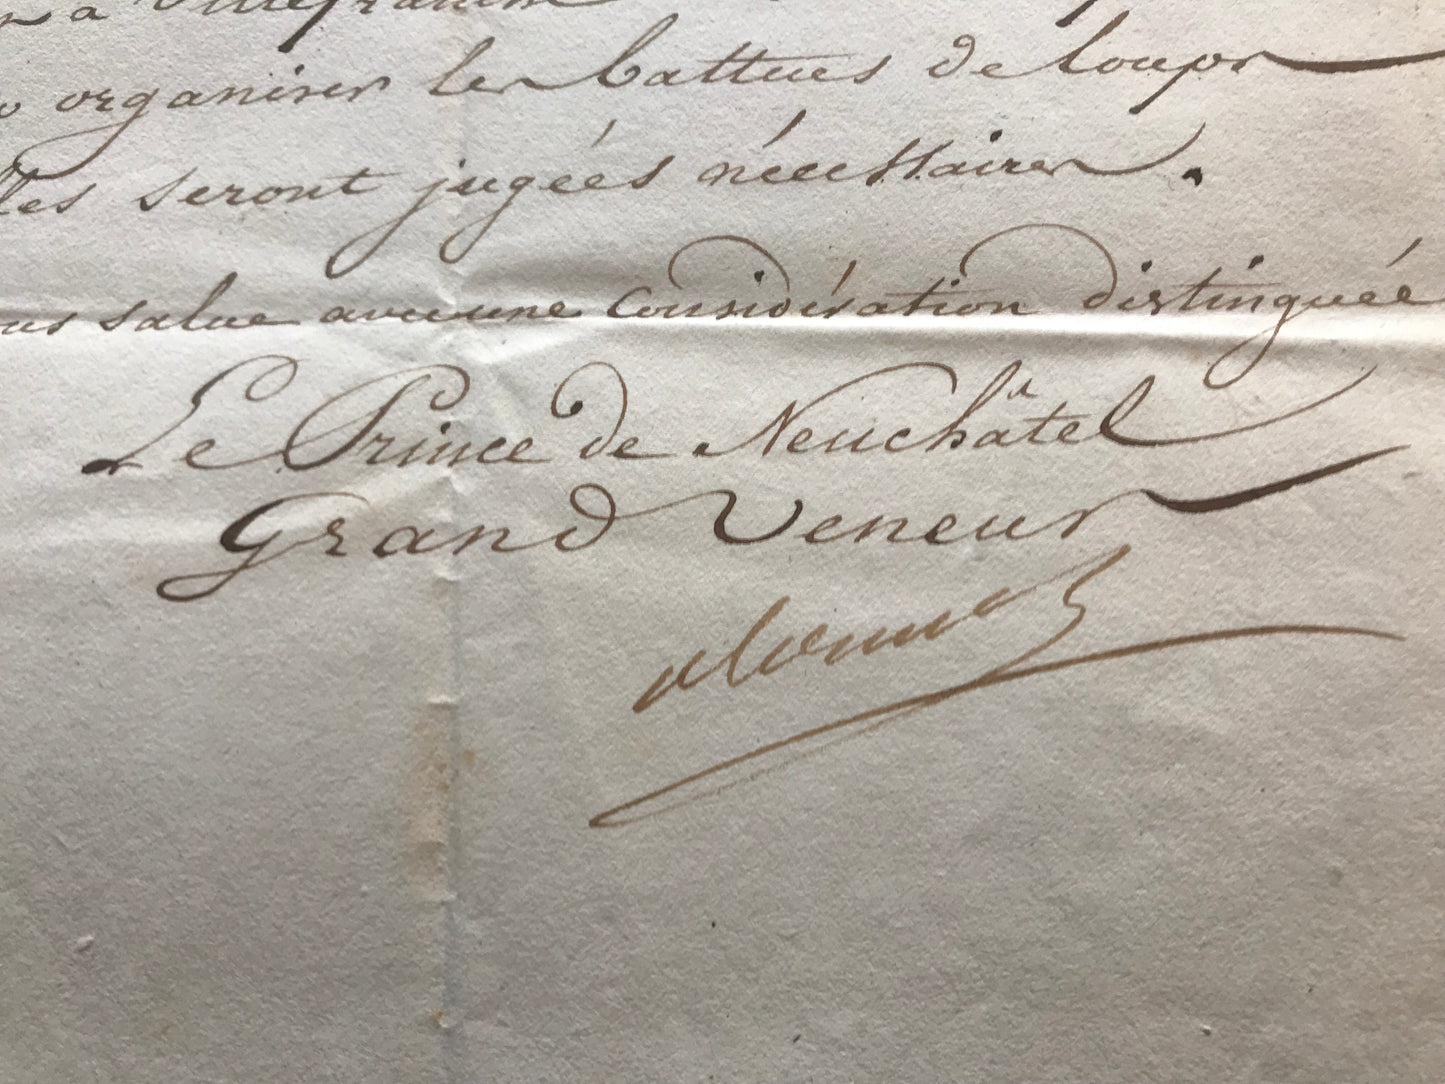 à Villefranche
organiser les battues de loups
seront jugées nécessaires.
salue avec une considération distinguée
Le Prince de Neuchâtel
Grand Veneur